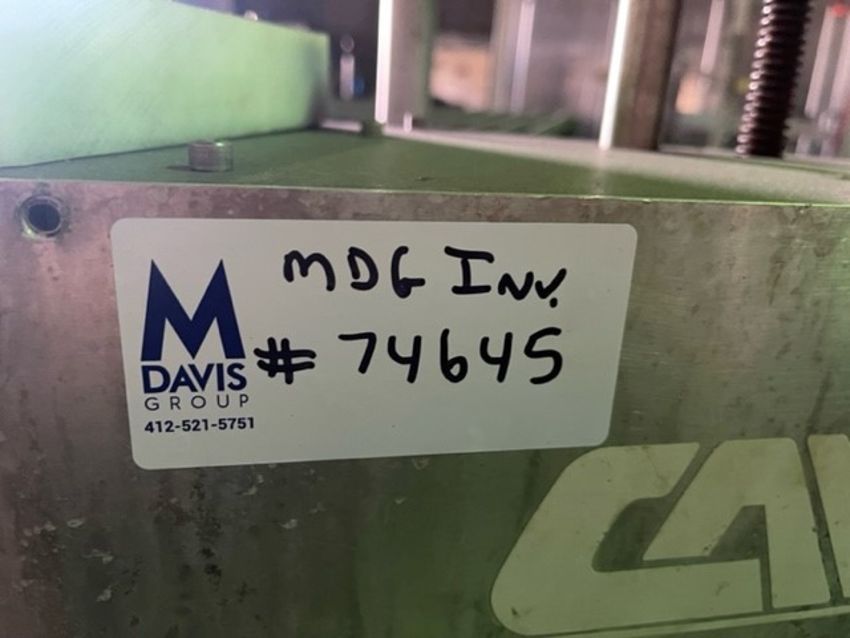 MDG INV.
# 74645
M
DAVIS
GROUP
412-521-5751